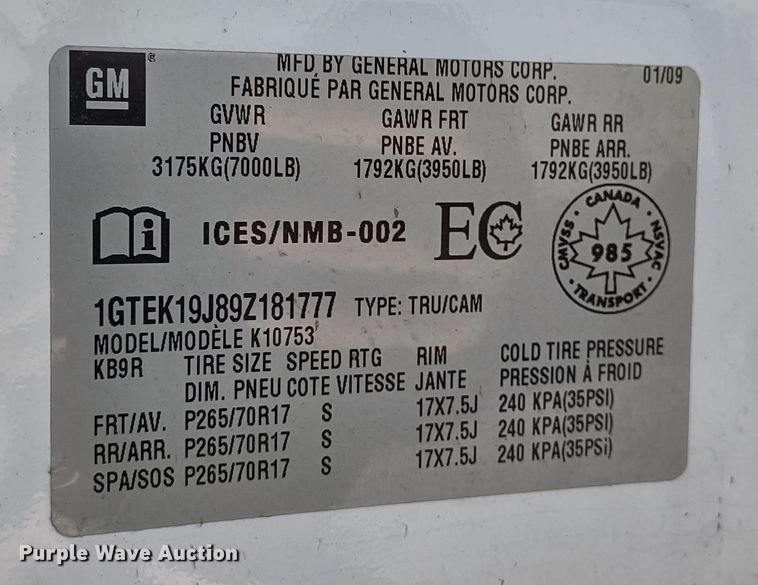 GM ®
MFD BY GENERAL MOTORS CORP. 01/09
FABRIQUÉ PAR GENERAL MOTORS CORP.
GVWR GAWR FRT GAWR RR
PNBV PNBE AV. PNBE ARR.
3175KG(7000LB) 1792KG(3950LB) 1792KG(3950LB)
i ICES/NMB-002 EC
CANADA
CMVSS 985 NSVAC
TRANSPORT
1GTEK19J89Z181777 TYPE: TRU/CAM
MODEL/MODÈLE K10753
KB9R TIRE SIZE SPEED RTG RIM COLD TIRE PRESSURE
DIM. PNEU COTE VITESSE JANTE PRESSION À FROID
FRT/AV. P265/70R17 S 17X7.5J 240 KPA(35PSI)
RR/ARR. P265/70R17 S 17X7.5J 240 KPA(35PSI)
SPA/SOS P265/70R17 S 17X7.5J 240 KPA(35PSi)
Purple Wave Auction